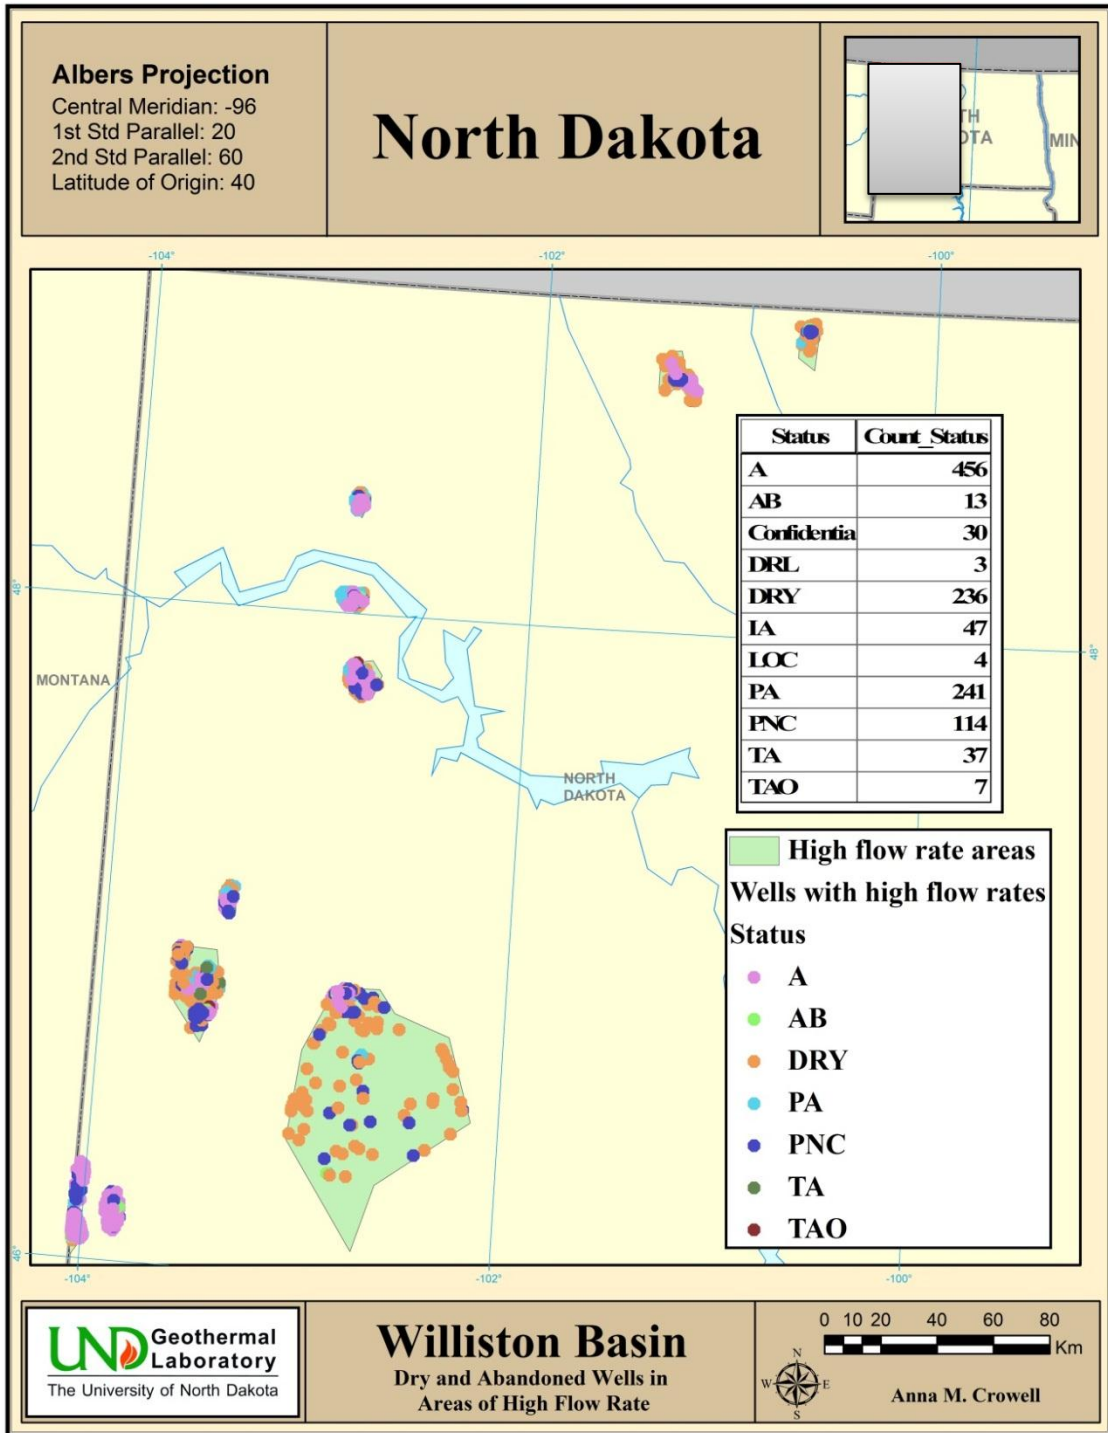 Albers Projection
Central Meridian: -96
1st Std Parallel: 20
2nd Std Parallel: 60
Latitude of Origin: 40
North Dakota
TH
OTA
MIN
-104°
-102°
-100°
48°
48°
46°
MONTANA
NORTH
DAKOTA
Status Count_Status
A 456
AB 13
Confidentia 30
DRL 3
DRY 236
IA 47
LOC 4
PA 241
PNC 114
TA 37
TAO 7
High flow rate areas
Wells with high flow rates
Status
A
AB
DRY
PA
PNC
TA
TAO
-104°
-102°
-100°
UND Geothermal
Laboratory
The University of North Dakota
Williston Basin
Dry and Abandoned Wells in
Areas of High Flow Rate
0 10 20 40 60 80
Km
N
W E
S
Anna M. Crowell